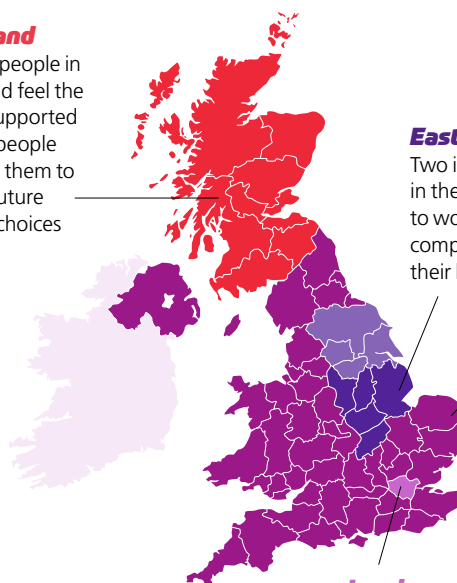 and
people in
d feel the
upported
people
them to
uture
choices
East
Two i
in the
to wo
comp
their